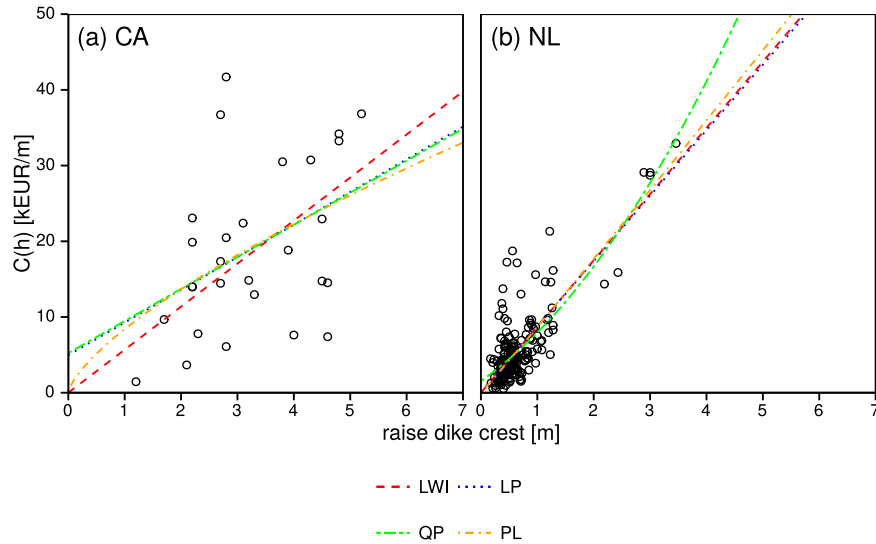 (a) CA
(b) NL
C(h) [kEUR/m]
50
40
30
20
10
0
0 1 2 3 4 5 6 7
0 1 2 3 4 5 6 7
raise dike crest [m]
LWI LP
QP PL